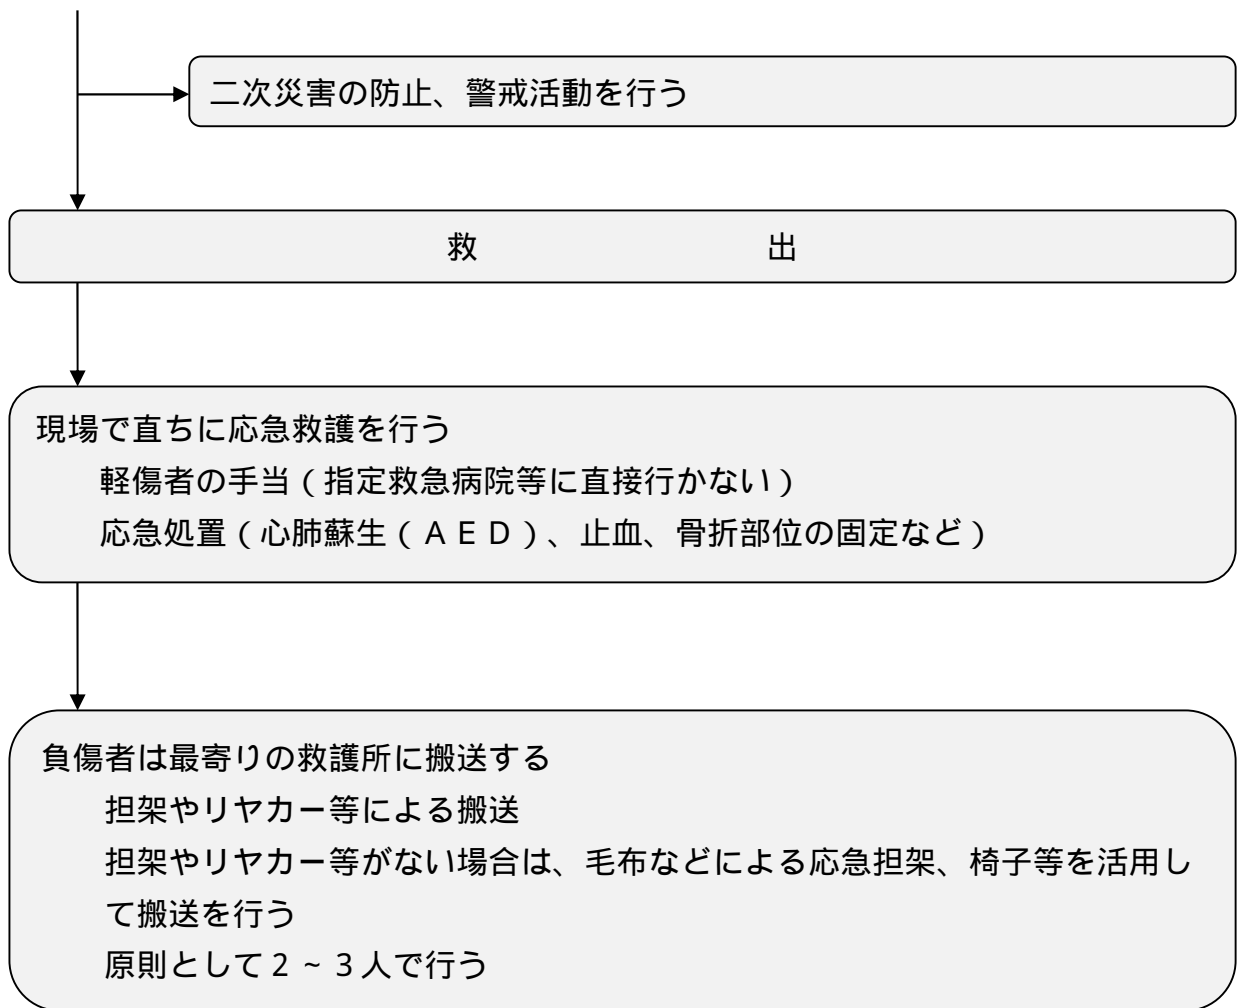 二次災害の防止、警戒活動を行う
救　　　　　　　　　出
現場で直ちに応急救護を行う
軽傷者の手当（指定救急病院等に直接行かない）
応急処置（心肺蘇生（ＡＥＤ）、止血、骨折部位の固定など）
負傷者は最寄りの救護所に搬送する
担架やリヤカー等による搬送
担架やリヤカー等がない場合は、毛布などによる応急担架、椅子等を活用し
て搬送を行う
原則として２～３人で行う